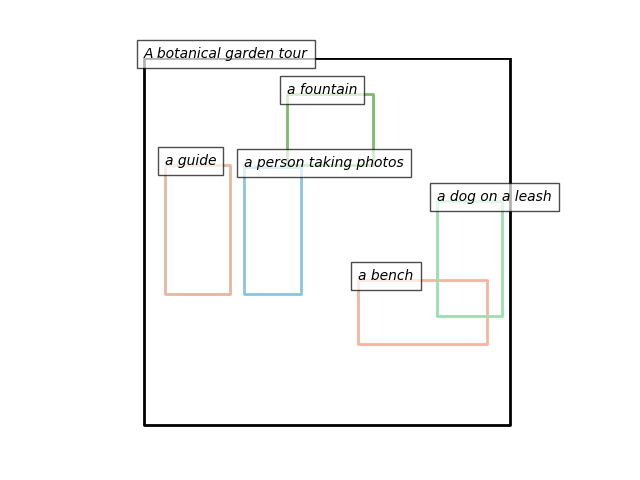 A botanical garden tour
a fountain
a guide
a person taking photos
a dog on a leash
a bench